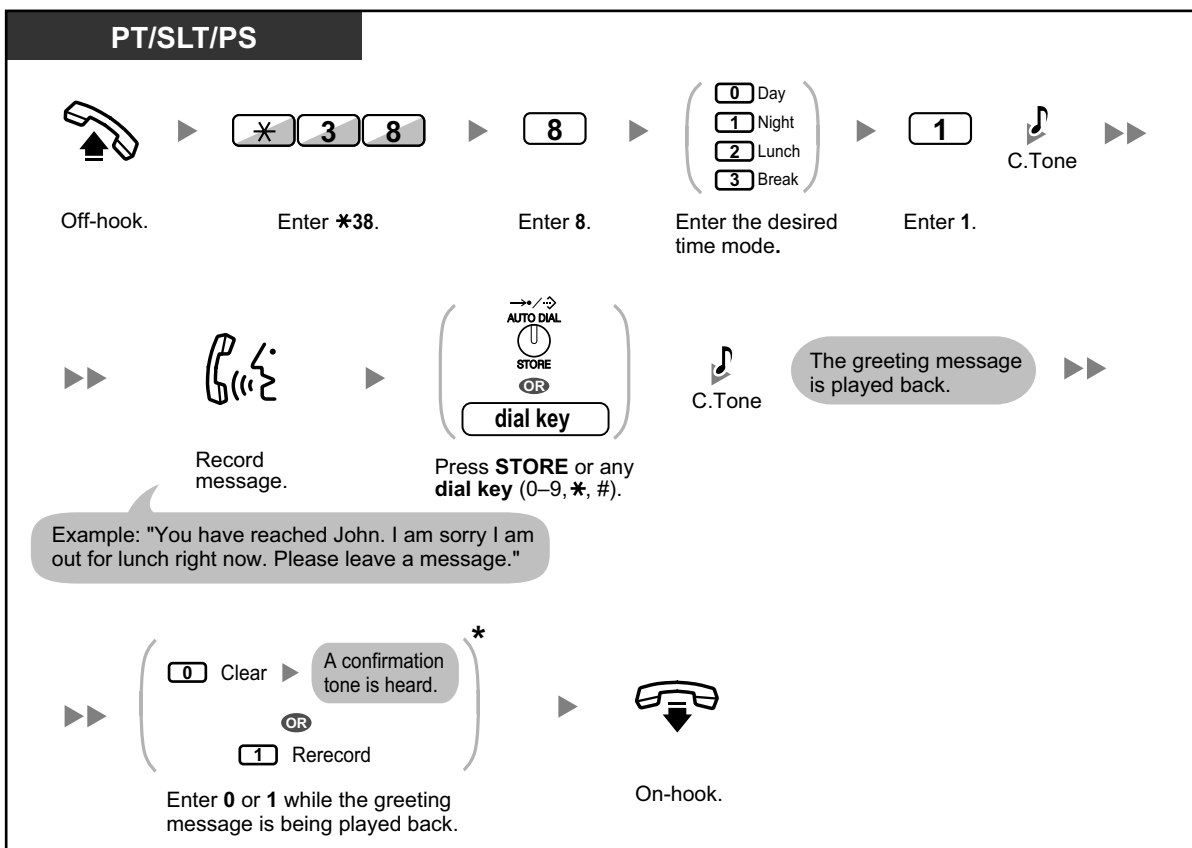 PT/SLT/PS
* 3 8
8
0 Day
1 Night
2 Lunch
3 Break
1
C.Tone
Off-hook.
Enter *38.
Enter 8.
Enter the desired
time mode.
Enter 1.
AUTO DIAL
STORE
OR
dial key
C.Tone
The greeting message
is played back.
Record
message.
Press STORE or any
dial key (0–9, *, #).
Example: "You have reached John. I am sorry I am
out for lunch right now. Please leave a message."
0 Clear
A confirmation
tone is heard.
*
OR
1 Rerecord
Enter 0 or 1 while the greeting
message is being played back.
On-hook.